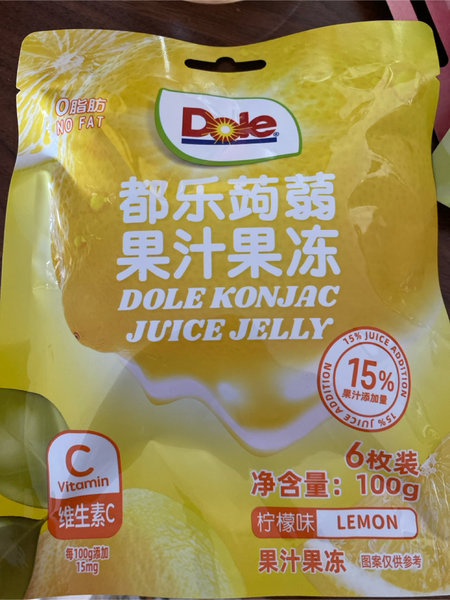 0脂肪
NO FAT
Dole
都乐蒟蒻
果汁果冻
DOLE KONJAC
JUICE JELLY
15% JUICE ADDITION
15%
果汁添加量
15% JUICE ADDITION
C
Vitamin
维生素C
每100g添加
15mg
6枚装
净含量：100g
柠檬味 LEMON
果汁果冻
图案仅供参考